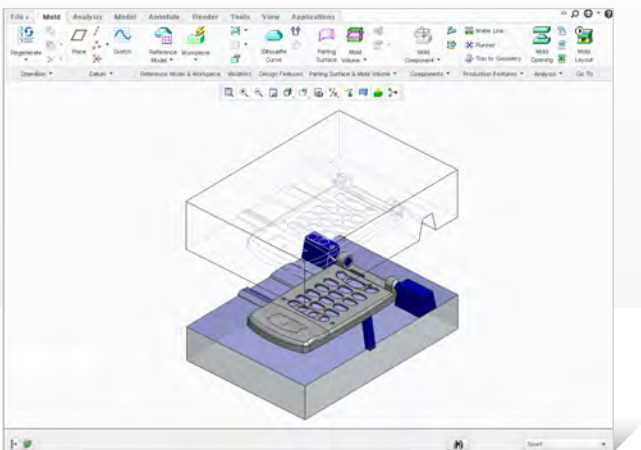 File Mold Analysis Model Annotate Render Tools View Applications
Regenerate Plane Sketch Reference Model Workpiece Silhouette Curve Parting Surface Mold Volume Mold Component Water Line Runner Trim to Geometry Mold Opening Mold Layout
Operation Datum Reference Model & Workpiece Modifiers Design Features Parting Surface & Mold Volume Components Production Features Analysis Go To
Smart